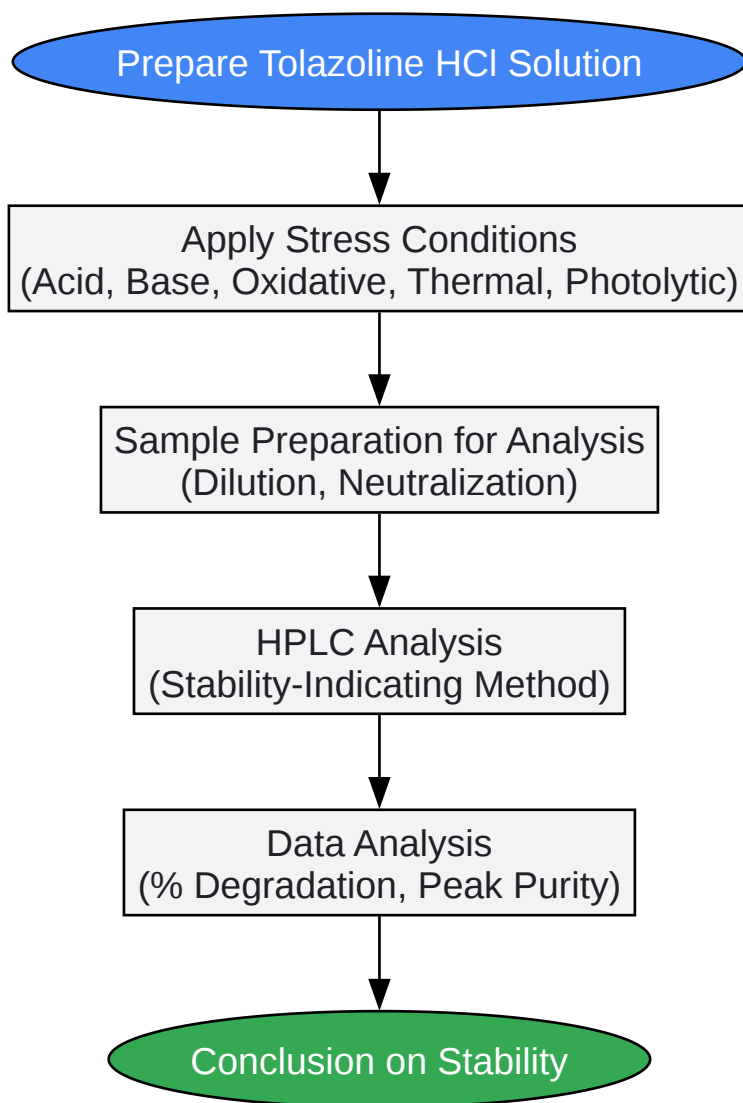 Prepare Tolazoline HCl Solution
Apply Stress Conditions
(Acid, Base, Oxidative, Thermal, Photolytic)
Sample Preparation for Analysis
(Dilution, Neutralization)
HPLC Analysis
(Stability-Indicating Method)
Data Analysis
(% Degradation, Peak Purity)
Conclusion on Stability